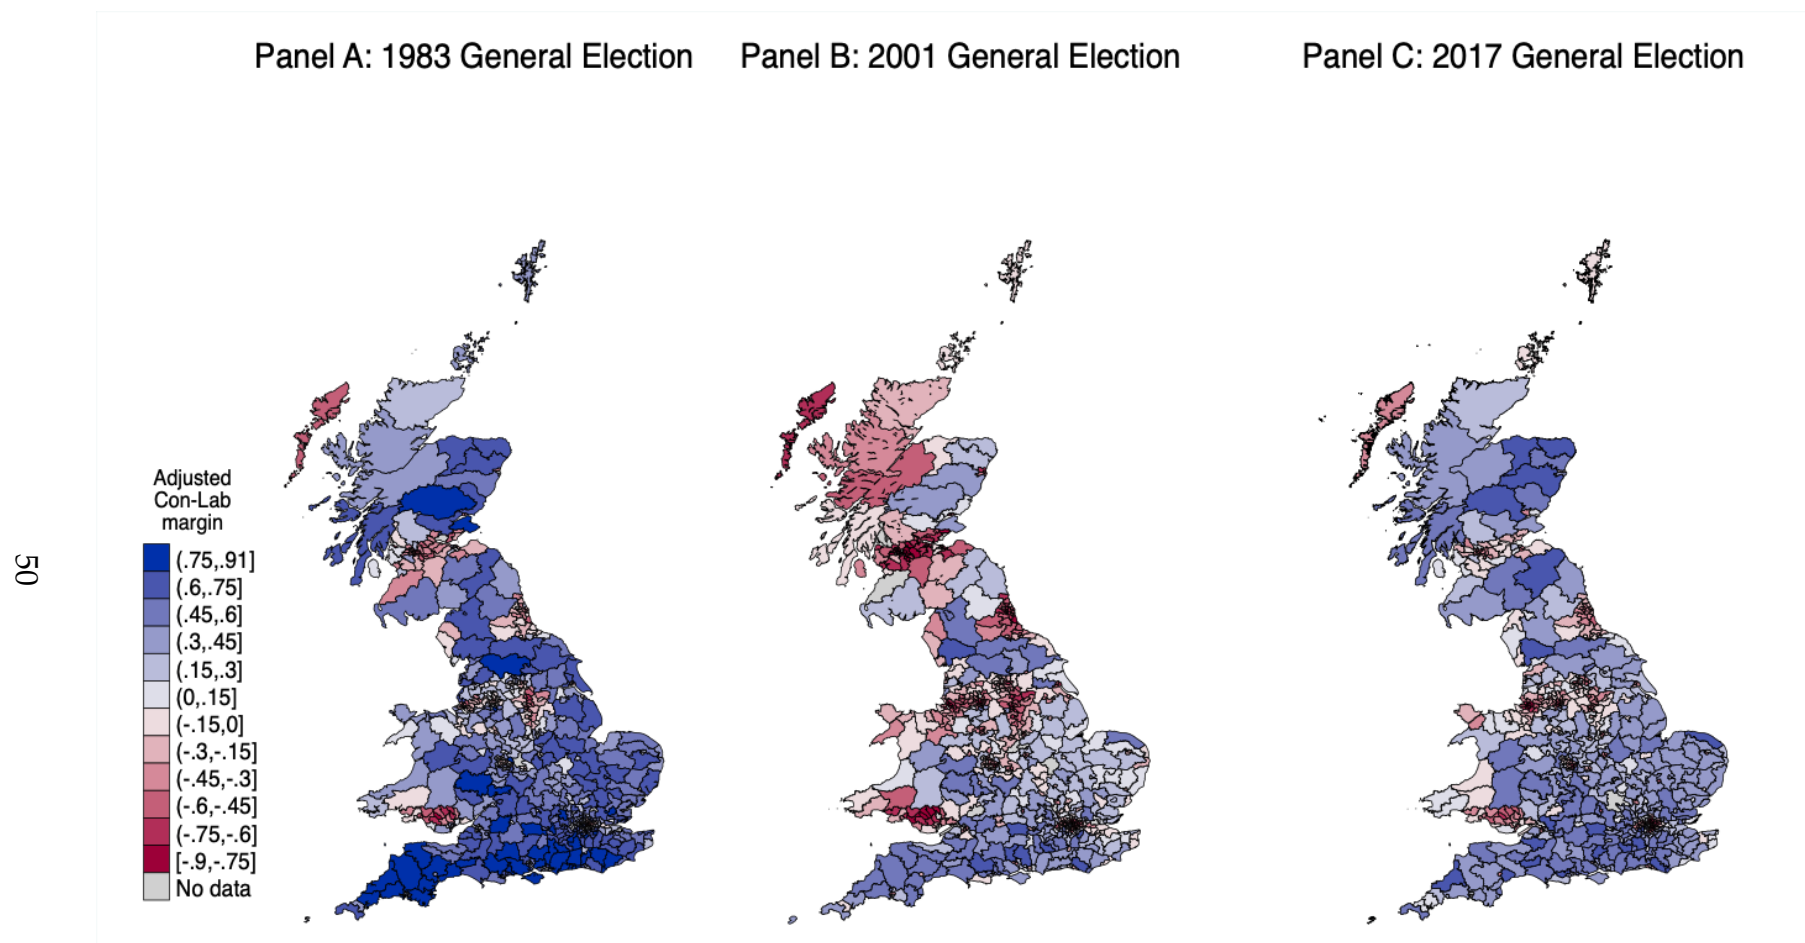 Panel A: 1983 General Election
Panel B: 2001 General Election
Panel C: 2017 General Election
Adjusted
Con-Lab
margin
(.75,.91]
(.6,.75]
(.45,.6]
(.3,.45]
(.15,.3]
(0,.15]
(-.15,0]
(-.3,-.15]
(-.45,-.3]
(-.6,-.45]
(-.75,-.6]
[-.9,-.75]
No data
50